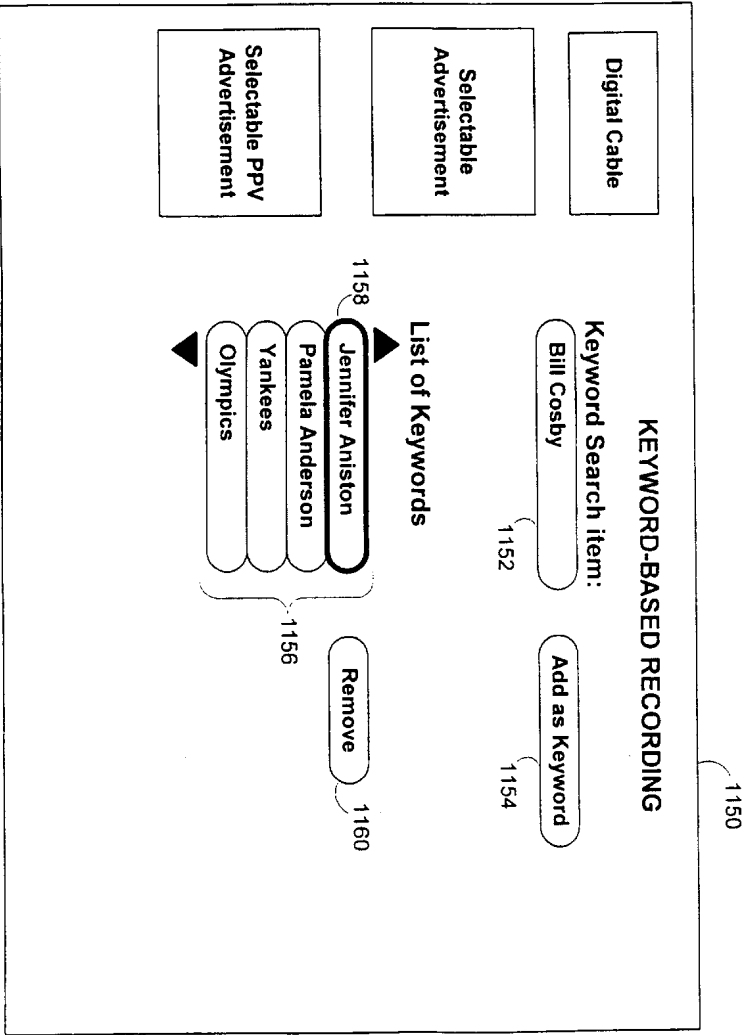 1150
KEYWORD-BASED RECORDING
Digital Cable
Selectable
Advertisement
Selectable PPV
Advertisement
Keyword Search item:
Bill Cosby
1152
Add as Keyword
1154
List of Keywords
1158
Jennifer Aniston
Pamela Anderson
Yankees
Olympics
1156
Remove
1160